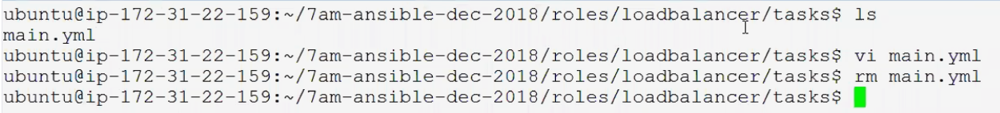 ubuntu@ip-172-31-22-159:~/7am-ansible-dec-2018/roles/loadbalancer/tasks$ ls
main.yml
ubuntu@ip-172-31-22-159:~/7am-ansible-dec-2018/roles/loadbalancer/tasks$ vi main.yml
ubuntu@ip-172-31-22-159:~/7am-ansible-dec-2018/roles/loadbalancer/tasks$ rm main.yml
ubuntu@ip-172-31-22-159:~/7am-ansible-dec-2018/roles/loadbalancer/tasks$